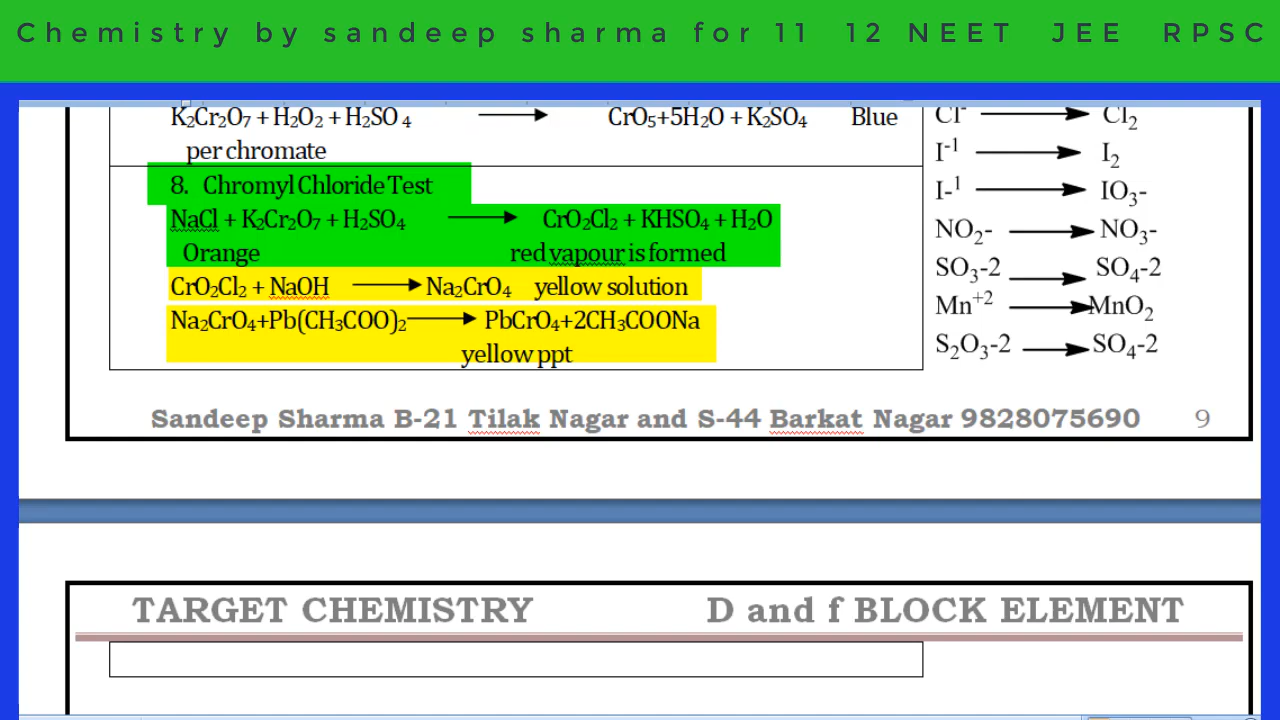 Chemistry by sandeep sharma for 11 12 NEET JEE RPSC
K₂Cr₂O₇ + H₂O₂ + H₂SO₄ ⟶ CrO₅+5H₂O + K₂SO₄ Blue
per chromate
8. Chromyl Chloride Test
NaCl + K₂Cr₂O₇ + H₂SO₄ ⟶ CrO₂Cl₂ + KHSO₄ + H₂O
Orange red vapour is formed
CrO₂Cl₂ + NaOH ⟶ Na₂CrO₄ yellow solution
Na₂CrO₄+Pb(CH₃COO)₂ ⟶ PbCrO₄+2CH₃COONa
yellow ppt
Cl⁻ ⟶ Cl₂
I⁻¹ ⟶ I₂
I-¹ ⟶ IO₃-
NO₂- ⟶ NO₃-
SO₃-2 ⟶ SO₄-2
Mn⁺² ⟶ MnO₂
S₂O₃-2 ⟶ SO₄-2
Sandeep Sharma B-21 Tilak Nagar and S-44 Barkat Nagar 9828075690 9
TARGET CHEMISTRY D and f BLOCK ELEMENT